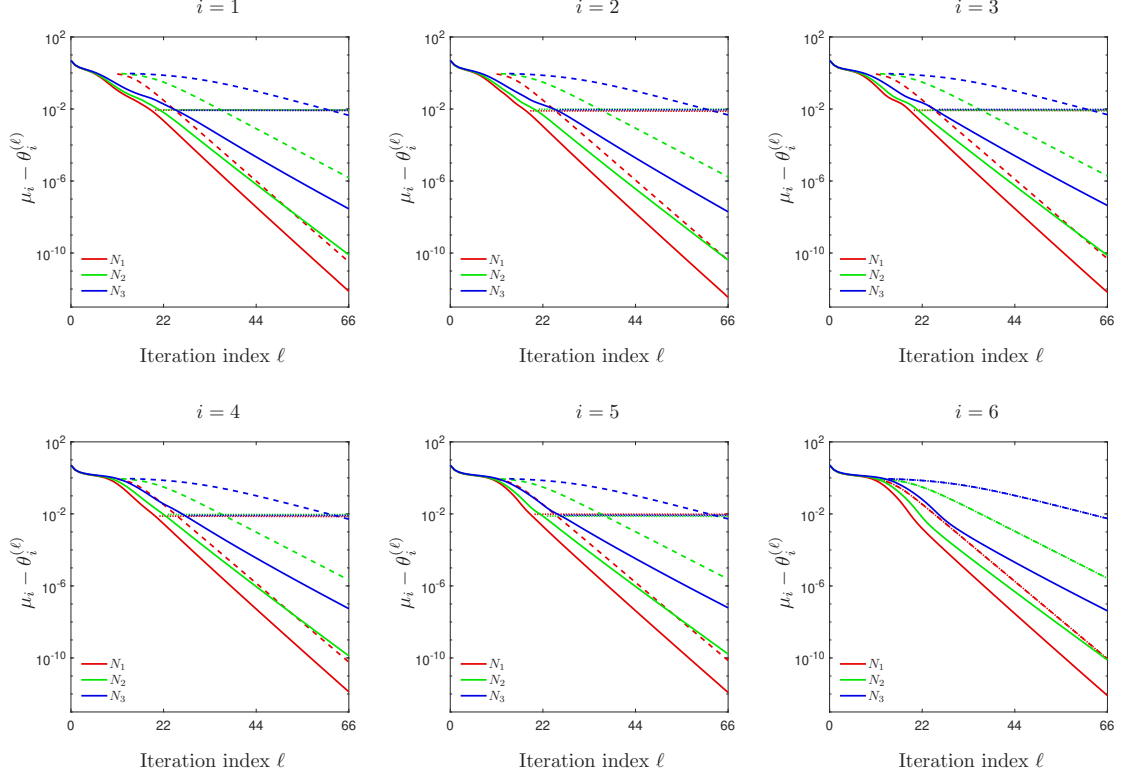 i = 1
i = 2
i = 3
10^2
10^{-2}
10^{-6}
10^{-10}
μ_i − θ_i^{(ℓ)}
N_1
N_2
N_3
0 22 44 66
Iteration index ℓ
10^2
10^{-2}
10^{-6}
10^{-10}
μ_i − θ_i^{(ℓ)}
N_1
N_2
N_3
0 22 44 66
Iteration index ℓ
10^2
10^{-2}
10^{-6}
10^{-10}
μ_i − θ_i^{(ℓ)}
N_1
N_2
N_3
0 22 44 66
Iteration index ℓ
i = 4
i = 5
i = 6
10^2
10^{-2}
10^{-6}
10^{-10}
μ_i − θ_i^{(ℓ)}
N_1
N_2
N_3
0 22 44 66
Iteration index ℓ
10^2
10^{-2}
10^{-6}
10^{-10}
μ_i − θ_i^{(ℓ)}
N_1
N_2
N_3
0 22 44 66
Iteration index ℓ
10^2
10^{-2}
10^{-6}
10^{-10}
μ_i − θ_i^{(ℓ)}
N_1
N_2
N_3
0 22 44 66
Iteration index ℓ